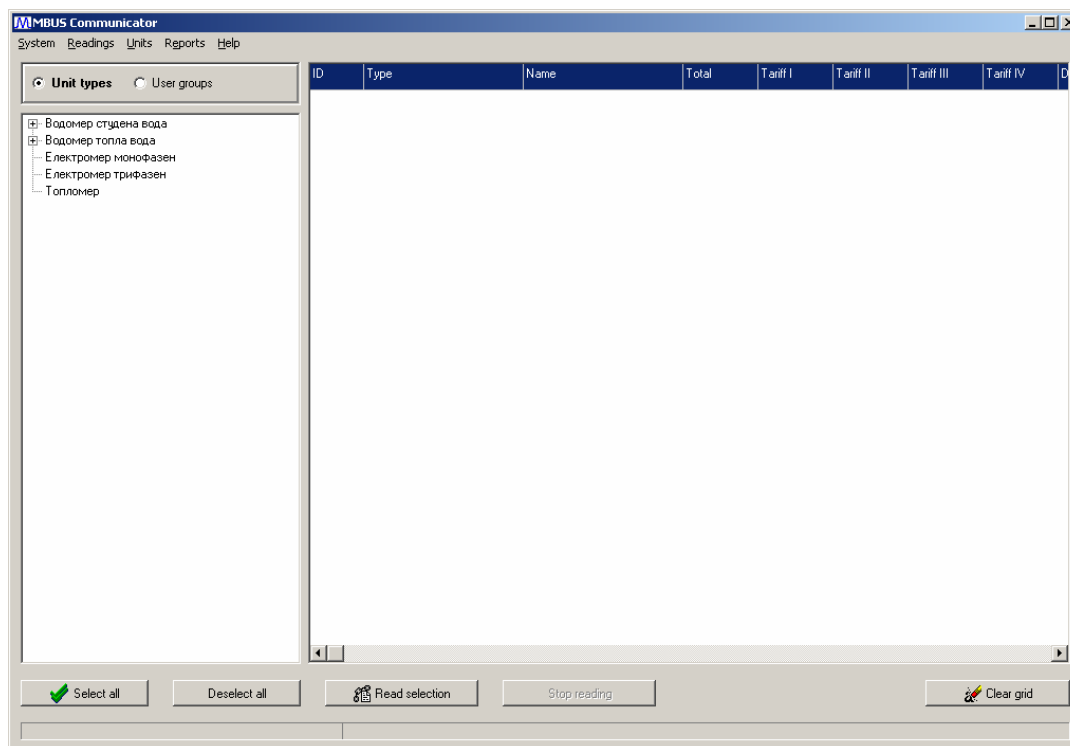 MBUS Communicator
System Readings Units Reports Help
Unit types User groups
ID Type Name Total Tariff I Tariff II Tariff III Tariff IV D
Водомер студена вода
Водомер топла вода
Електромер монофазен
Електромер трифазен
Топломер
Select all Deselect all Read selection Stop reading Clear grid